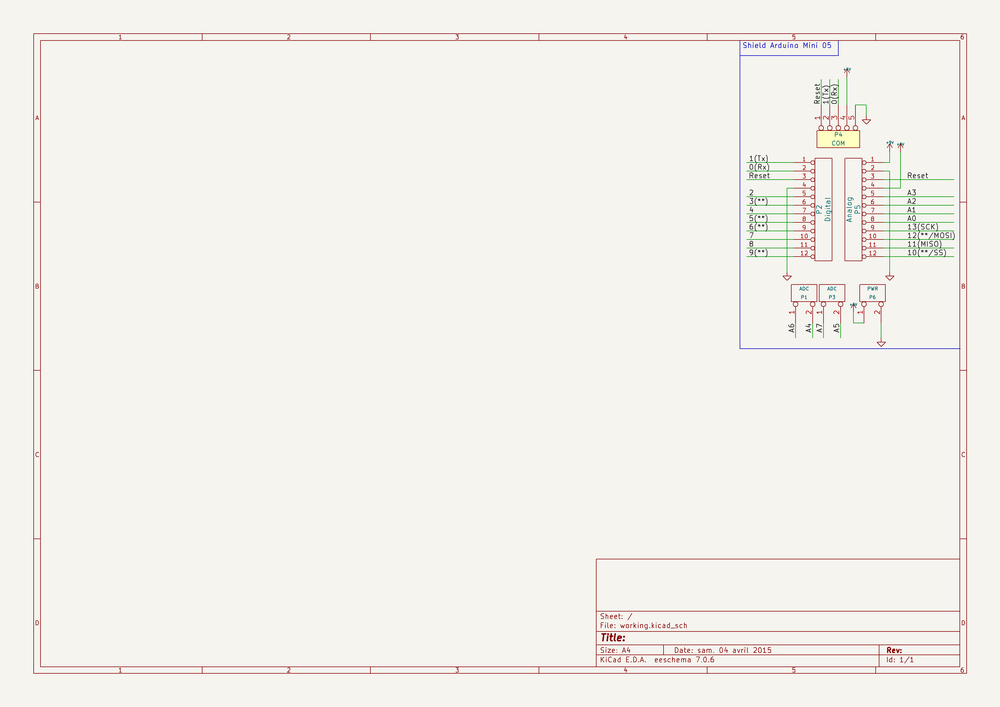 1 2 3 4 5 6
Shield Arduino Mini 05
Reset
1(Tx)
0(Rx)
1 2 3 4 5
P4
COM
A A
1(Tx) 1 1
0(Rx) 2 2
Reset 3 3 Reset
4 4
2 5 5 A3
3(**) 6 6 A2
4 7 7 A1
5(**) 8 8 A0
6(**) 9 9 13(SCK)
7 10 10 12(**/MOSI)
8 11 11 11(MISO)
9(**) 12 12 10(**/SS)
P2
Digital
Analog
P5
B B
ADC ADC PWR
P1 P3 P6
1 2 1 2 1 2
A6 A4 A7 A5
C C
D D
Sheet: /
File: working.kicad_sch
Title:
Size: A4 Date: sam. 04 avril 2015 Rev:
KiCad E.D.A. eeschema 7.0.6 Id: 1/1
1 2 3 4 5 6